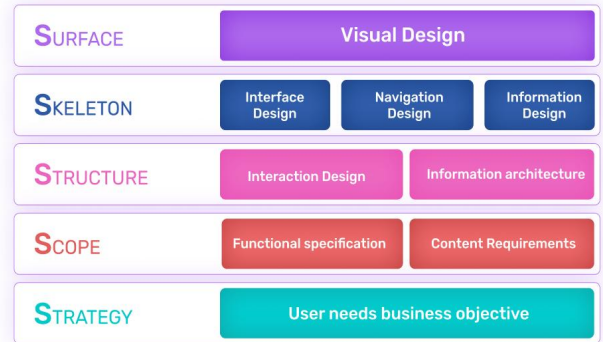 SURFACE
Visual Design
SKELETON
Interface
Design
Navigation
Design
Information
Design
STRUCTURE
Interaction Design
Information architecture
SCOPE
Functional specification
Content Requirements
STRATEGY
User needs business objective